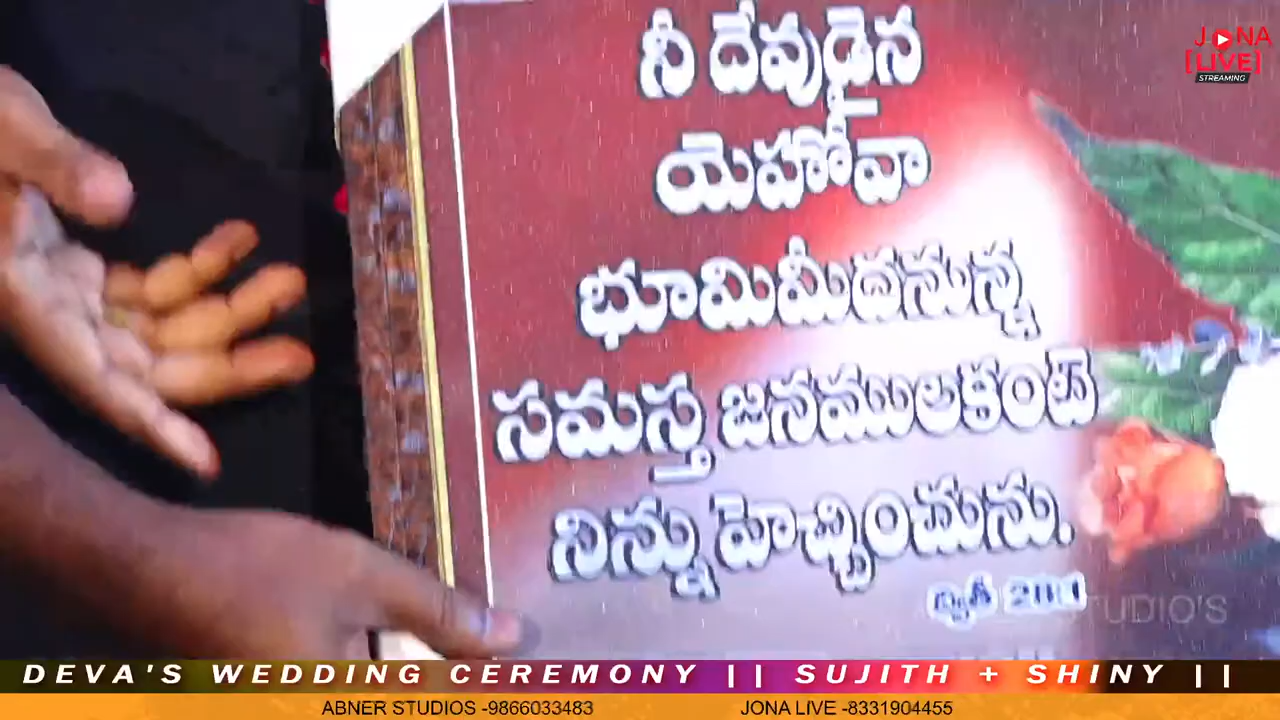 నీ దేవుడైన
యెహోవా
భూమిమీదనున్న
సమస్త జనములకంటె
నిన్ను హెచ్చించును.
ద్వితీ
STUDIO'S
JONA
[LIVE]
STREAMING
DEVA'S WEDDING CEREMONY || SUJITH + SHINY ||
ABNER STUDIOS -9866033483 JONA LIVE -8331904455